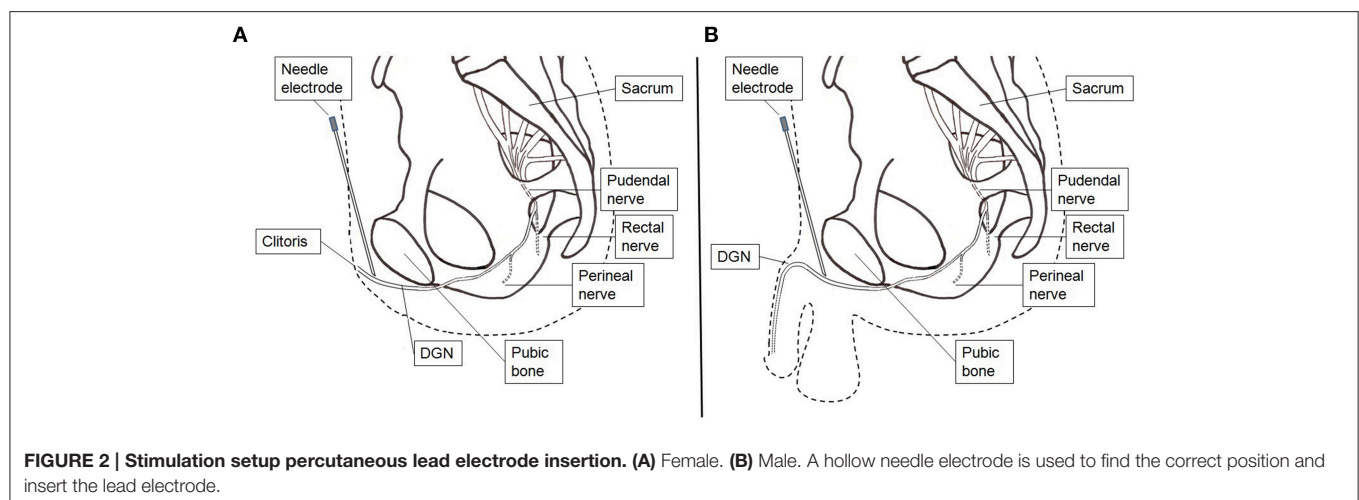 A
Needle
electrode
Sacrum
Pudendal
nerve
Rectal
nerve
Clitoris
Perineal
nerve
DGN
Pubic
bone
B
Needle
electrode
Sacrum
Pudendal
nerve
Rectal
nerve
DGN
Perineal
nerve
Pubic
bone
FIGURE 2 | Stimulation setup percutaneous lead electrode insertion. (A) Female. (B) Male. A hollow needle electrode is used to find the correct position and
insert the lead electrode.